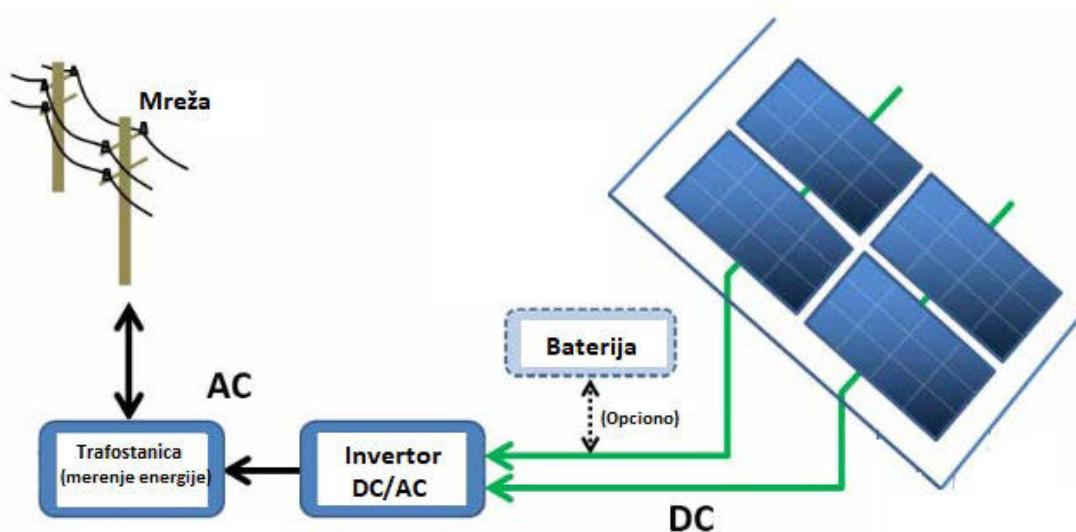 Mreža
Baterija
AC
(Opciono)
Trafostanica
(merenje energije)
Invertor
DC/AC
DC